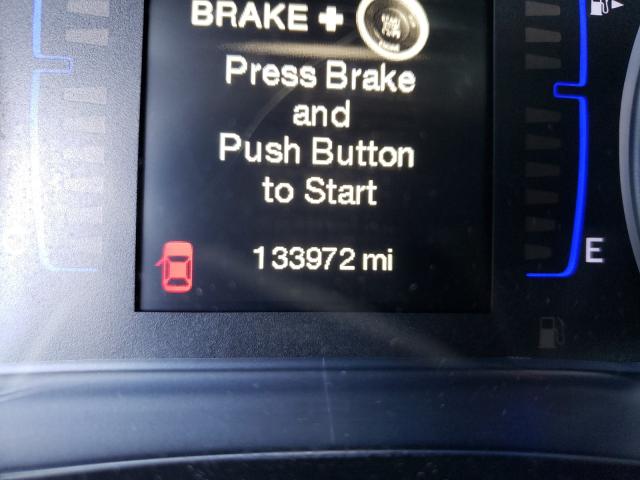 BRAKE +
Press Brake
and
Push Button
to Start
133972 mi
E